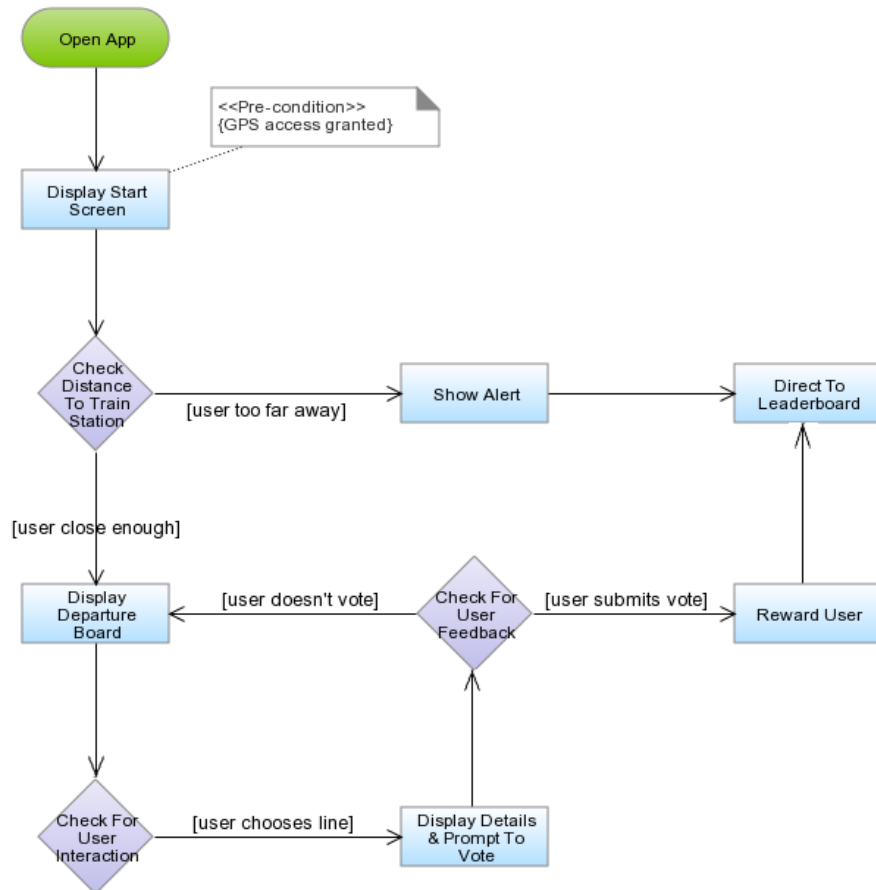 Open App
<<Pre-condition>>
{GPS access granted}
Display Start
Screen
Check
Distance
To Train
Station
[user too far away]
Show Alert
Direct To
Leaderboard
[user close enough]
Display
Departure
Board
[user doesn't vote]
Check For
User
Feedback
[user submits vote]
Reward User
Check For
User
Interaction
[user chooses line]
Display Details
& Prompt To
Vote